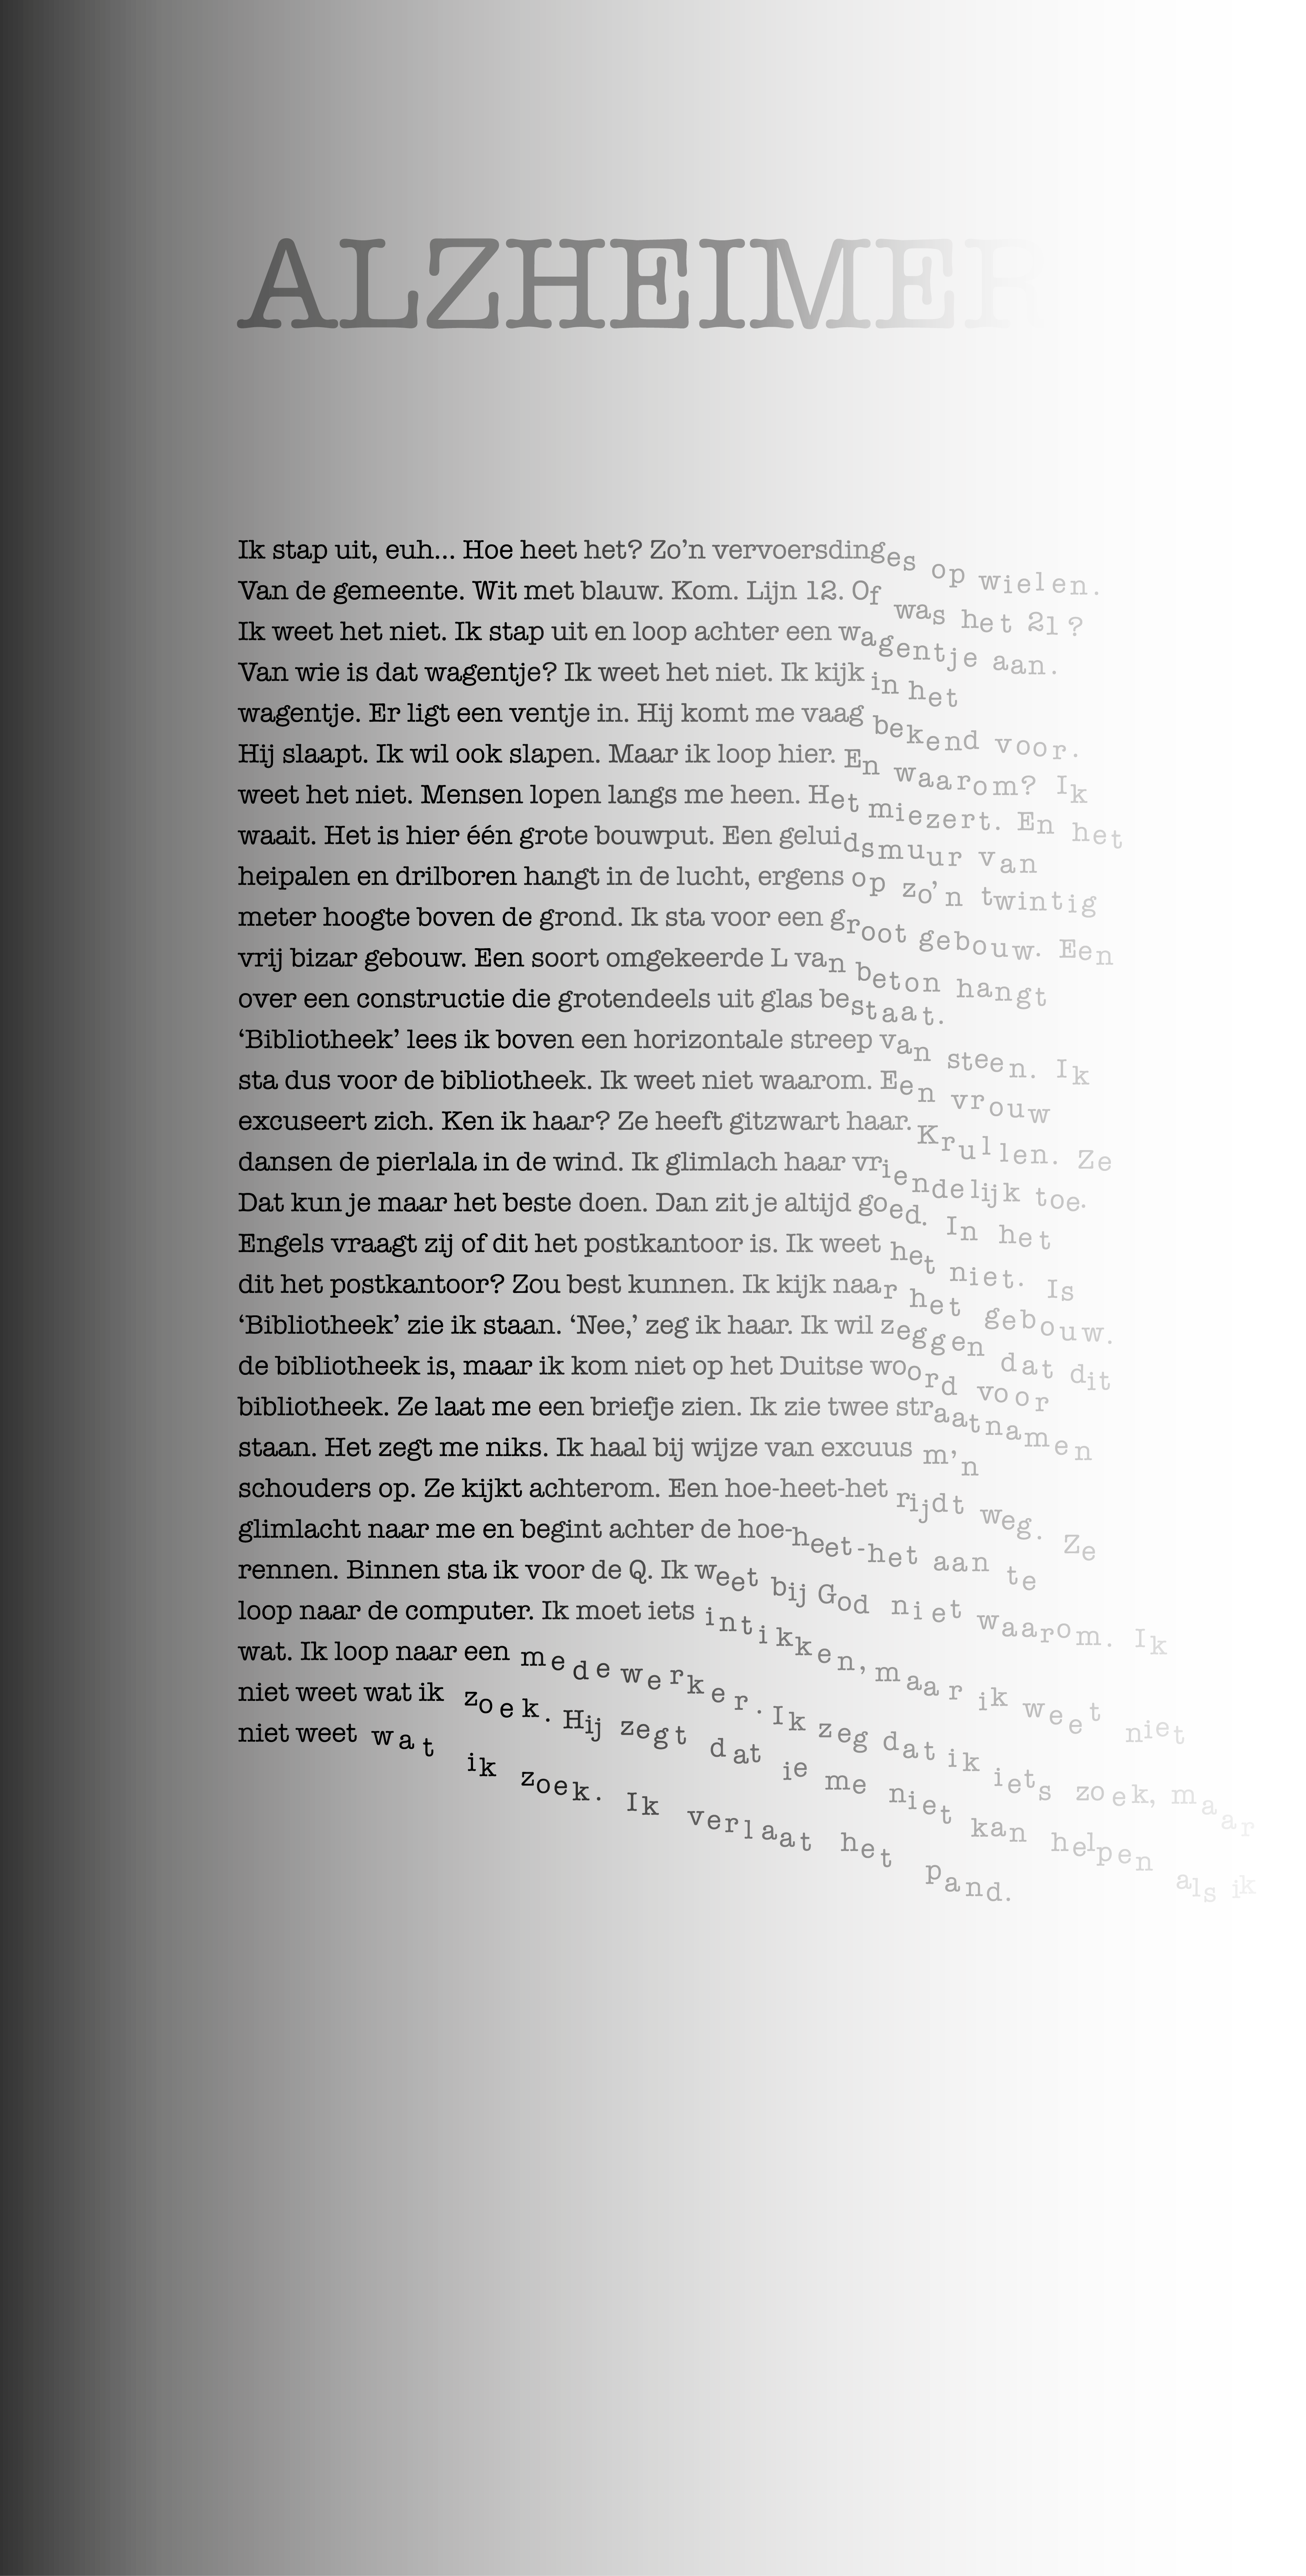 ALZHEIMER
Ik stap uit, euh... Hoe heet het? Zo’n vervoersdinges op wielen.
Van de gemeente. Wit met blauw. Kom. Lijn 12. Of was het 21?
Ik weet het niet. Ik stap uit en loop achter een wagentje aan.
Van wie is dat wagentje? Ik weet het niet. Ik kijk in het
wagentje. Er ligt een ventje in. Hij komt me vaag bekend voor.
Hij slaapt. Ik wil ook slapen. Maar ik loop hier. En waarom? Ik
weet het niet. Mensen lopen langs me heen. Het miezert. En het
waait. Het is hier één grote bouwput. Een geluidsmuur van
heipalen en drilboren hangt in de lucht, ergens op zo’n twintig
meter hoogte boven de grond. Ik sta voor een groot gebouw. Een
vrij bizar gebouw. Een soort omgekeerde L van beton hangt
over een constructie die grotendeels uit glas bestaat.
‘Bibliotheek’ lees ik boven een horizontale streep van steen. Ik
sta dus voor de bibliotheek. Ik weet niet waarom. Een vrouw
excuseert zich. Ken ik haar? Ze heeft gitzwart haar. Krullen. Ze
dansen de pierlala in de wind. Ik glimlach haar vriendelijk toe.
Dat kun je maar het beste doen. Dan zit je altijd goed. In het
Engels vraagt zij of dit het postkantoor is. Ik weet het niet. Is
dit het postkantoor? Zou best kunnen. Ik kijk naar het gebouw.
‘Bibliotheek’ zie ik staan. ‘Nee,’ zeg ik haar. Ik wil zeggen dat dit
de bibliotheek is, maar ik kom niet op het Duitse woord voor
bibliotheek. Ze laat me een briefje zien. Ik zie twee straatnamen
staan. Het zegt me niks. Ik haal bij wijze van excuus m’n
schouders op. Ze kijkt achterom. Een hoe-heet-het rijdt weg. Ze
glimlacht naar me en begint achter de hoe-heet-het aan te
rennen. Binnen sta ik voor de Q. Ik weet bij God niet waarom. Ik
loop naar de computer. Ik moet iets intikken, maar ik weet niet
wat. Ik loop naar een medewerker. Ik zeg dat ik iets zoek, maar
niet weet wat ik zoek. Hij zegt dat ie me niet kan helpen als ik
niet weet wat ik zoek. Ik verlaat het pand.